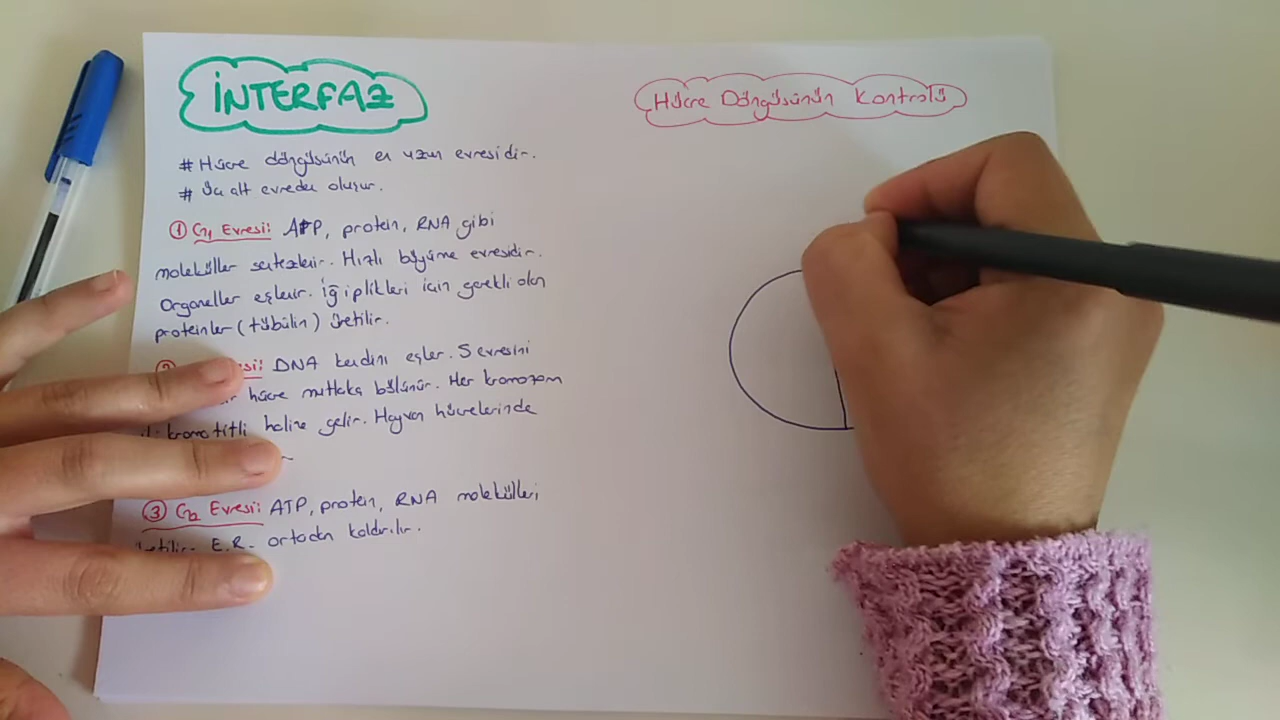 İNTERFAZ
# Hücre döngüsünün en uzun evresidir.
# Üç alt evreden oluşur.
① G1 Evresi: ATP, protein, RNA gibi
moleküller sentezlenir. Hızlı büyüme evresidir.
Organeller eşlenir. İğ iplikleri için gerekli olan
proteinler (tübülin) üretilir.
DNA kendini eşler. S evresini
hücre mutlaka bölünür. Her kromozom
kromatitli haline gelir. Hayvan hücrelerinde
③ G2 Evresi: ATP, protein, RNA molekülleri
E.R. ortadan kaldırılır.
Hücre Döngüsünün Kontrolü